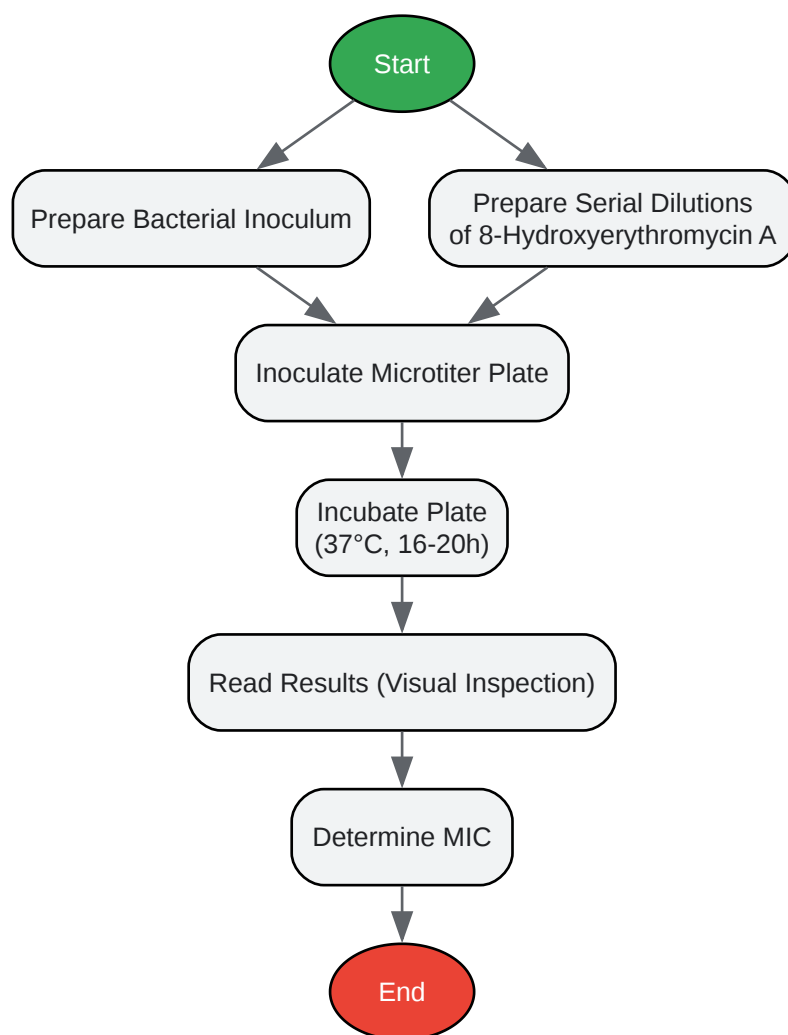 Start
Prepare Bacterial Inoculum
Prepare Serial Dilutions
of 8-Hydroxyerythromycin A
Inoculate Microtiter Plate
Incubate Plate
(37°C, 16-20h)
Read Results (Visual Inspection)
Determine MIC
End